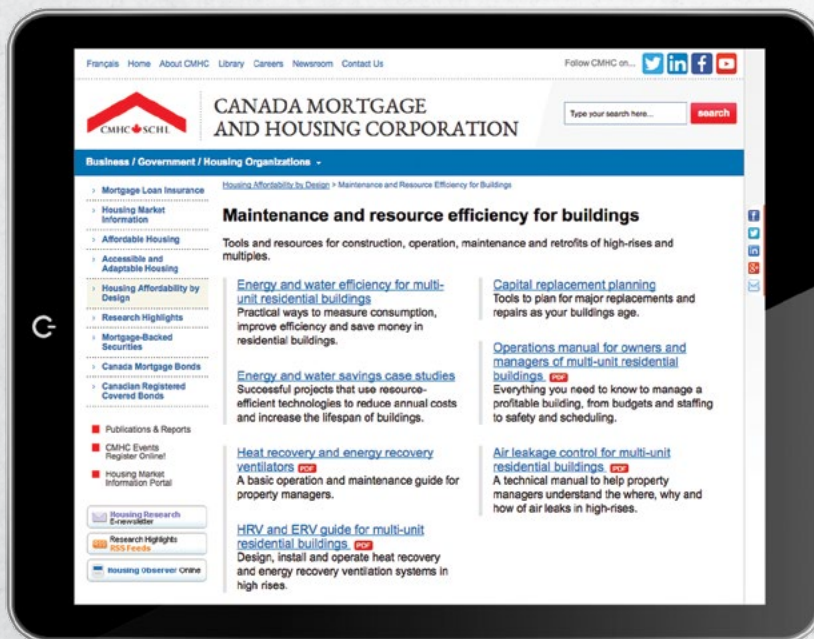 Français Home About CMHC Library Careers Newsroom Contact Us
Follow CMHC on...
CMHC SCHL
CANADA MORTGAGE
AND HOUSING CORPORATION
Type your search here...
search
Business / Government / Housing Organizations
Mortgage Loan Insurance
Housing Market
Information
Affordable Housing
Accessible and
Adaptable Housing
Housing Affordability by
Design
Research Highlights
Mortgage-Backed
Securities
Canada Mortgage Bonds
Canadian Registered
Covered Bonds
Publications & Reports
CMHC Events
Register Online!
Housing Market
Information Portal
Housing Research
E-newsletter
Research Highlights
RSS Feeds
Housing Observer Online
Housing Affordability by Design > Maintenance and Resource Efficiency for Buildings
Maintenance and resource efficiency for buildings
Tools and resources for construction, operation, maintenance and retrofits of high-rises and
multiples.
Energy and water efficiency for multi-
unit residential buildings
Practical ways to measure consumption,
improve efficiency and save money in
residential buildings.
Energy and water savings case studies
Successful projects that use resource-
efficient technologies to reduce annual costs
and increase the lifespan of buildings.
Heat recovery and energy recovery
ventilators PDF
A basic operation and maintenance guide for
property managers.
HRV and ERV guide for multi-unit
residential buildings PDF
Design, install and operate heat recovery
and energy recovery ventilation systems in
high rises.
Capital replacement planning
Tools to plan for major replacements and
repairs as your buildings age.
Operations manual for owners and
managers of multi-unit residential
buildings PDF
Everything you need to know to manage a
profitable building, from budgets and staffing
to safety and scheduling.
Air leakage control for multi-unit
residential buildings PDF
A technical manual to help property
managers understand the where, why and
how of air leaks in high-rises.